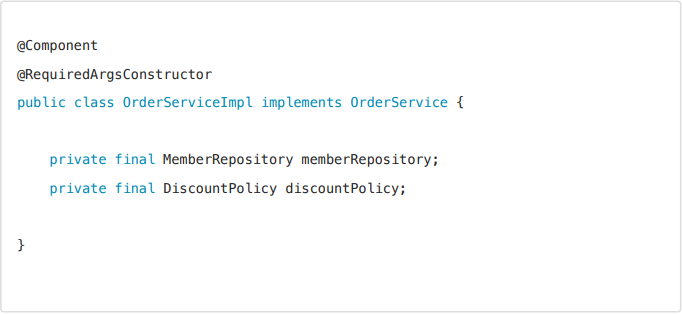 @Component
@RequiredArgsConstructor
public class OrderServiceImpl implements OrderService {
private final MemberRepository memberRepository;
private final DiscountPolicy discountPolicy;
}